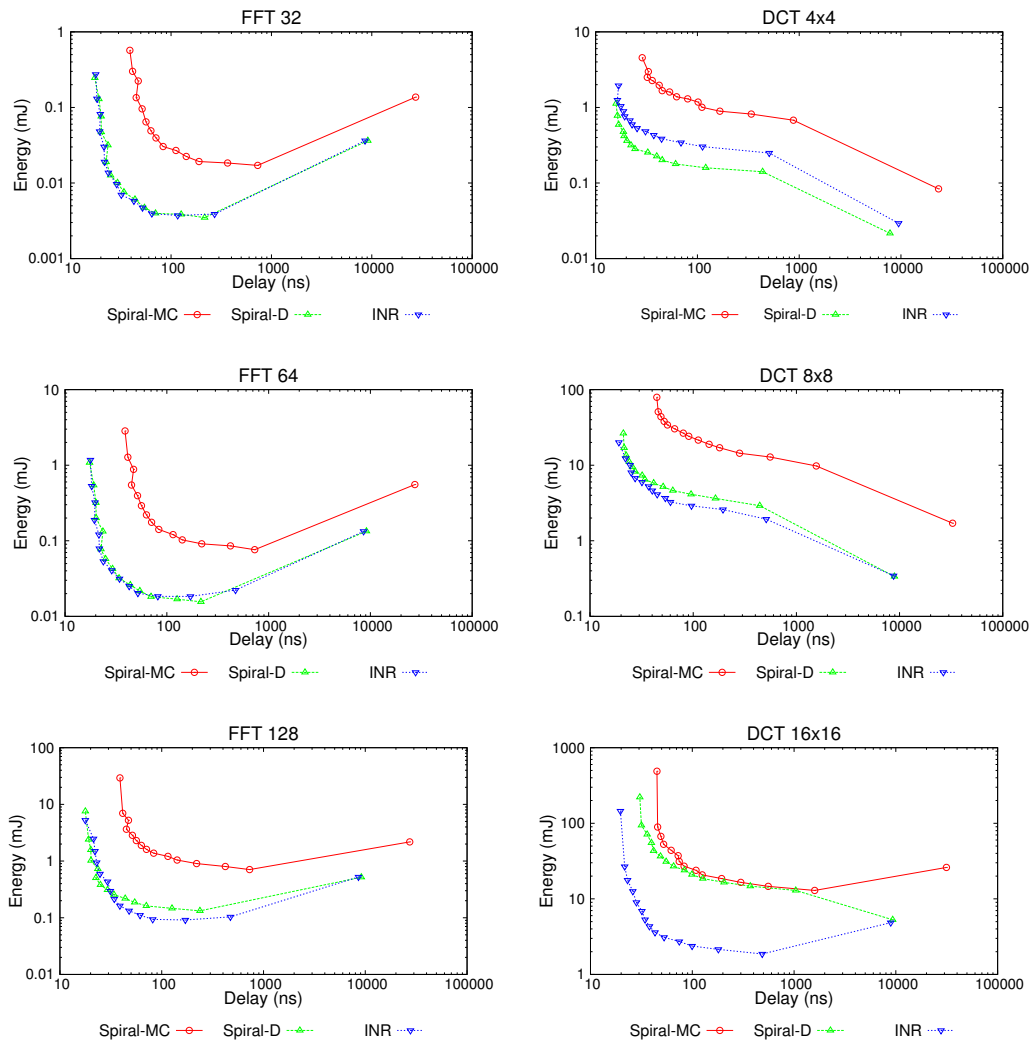 FFT 32
Energy (mJ)
1
0.1
0.01
0.001
10 100 1000 10000 100000
Delay (ns)
Spiral-MC Spiral-D INR
DCT 4x4
Energy (mJ)
10
1
0.1
0.01
10 100 1000 10000 100000
Delay (ns)
Spiral-MC Spiral-D INR
FFT 64
Energy (mJ)
10
1
0.1
0.01
10 100 1000 10000 100000
Delay (ns)
Spiral-MC Spiral-D INR
DCT 8x8
Energy (mJ)
100
10
1
0.1
10 100 1000 10000 100000
Delay (ns)
Spiral-MC Spiral-D INR
FFT 128
Energy (mJ)
100
10
1
0.1
0.01
10 100 1000 10000 100000
Delay (ns)
Spiral-MC Spiral-D INR
DCT 16x16
Energy (mJ)
1000
100
10
1
10 100 1000 10000 100000
Delay (ns)
Spiral-MC Spiral-D INR